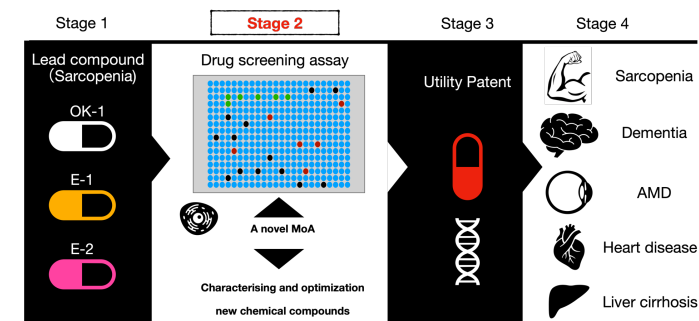 Stage 1
Stage 2
Stage 3
Stage 4
Lead compound
（Sarcopenia)
OK-1
E-1
E-2
Drug screening assay
A novel MoA
Characterising and optimization
new chemical compounds
Utility Patent
Sarcopenia
Dementia
AMD
Heart disease
Liver cirrhosis